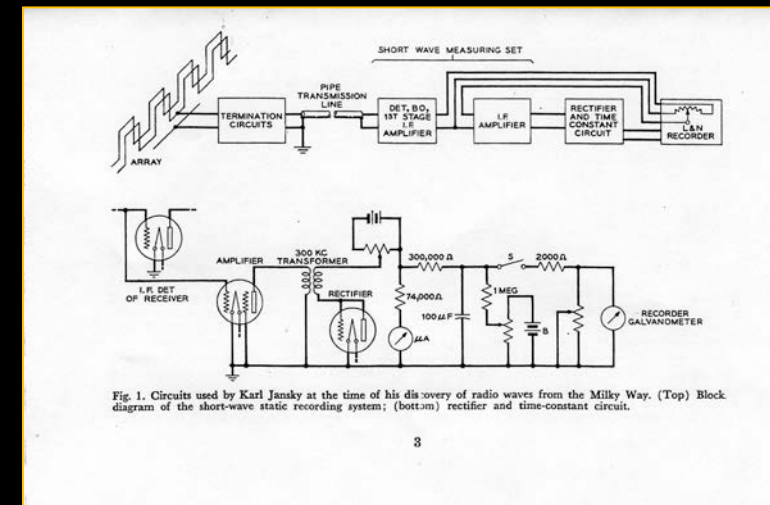 SHORT WAVE MEASURING SET
PIPE
TRANSMISSION
LINE
TERMINATION
CIRCUITS
DET, BO,
1ST STAGE
I.F.
AMPLIFIER
I.F.
AMPLIFIER
RECTIFIER
AND TIME
CONSTANT
CIRCUIT
L&N
RECORDER
ARRAY
I.F. DET
OF RECEIVER
AMPLIFIER
300 KC
TRANSFORMER
RECTIFIER
300,000 Ω
S
2000 Ω
74,000 Ω
1 MEG
100 μF
μA
B
RECORDER
GALVANOMETER
Fig. 1. Circuits used by Karl Jansky at the time of his discovery of radio waves from the Milky Way. (Top) Block
diagram of the short-wave static recording system; (bottom) rectifier and time-constant circuit.
3